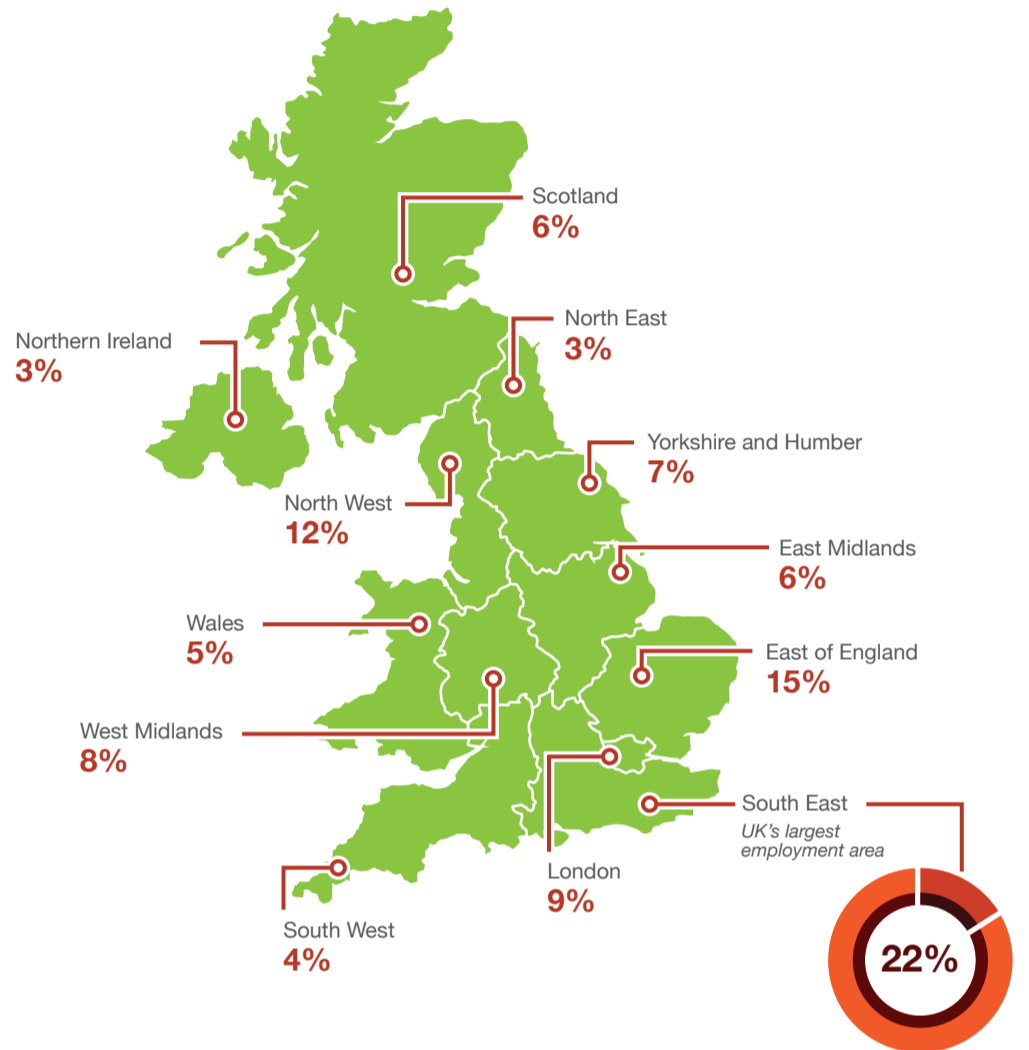 Scotland
6%
North East
3%
Northern Ireland
3%
Yorkshire and Humber
7%
North West
12%
East Midlands
6%
Wales
5%
East of England
15%
West Midlands
8%
South East
UK's largest
employment area
22%
London
9%
South West
4%